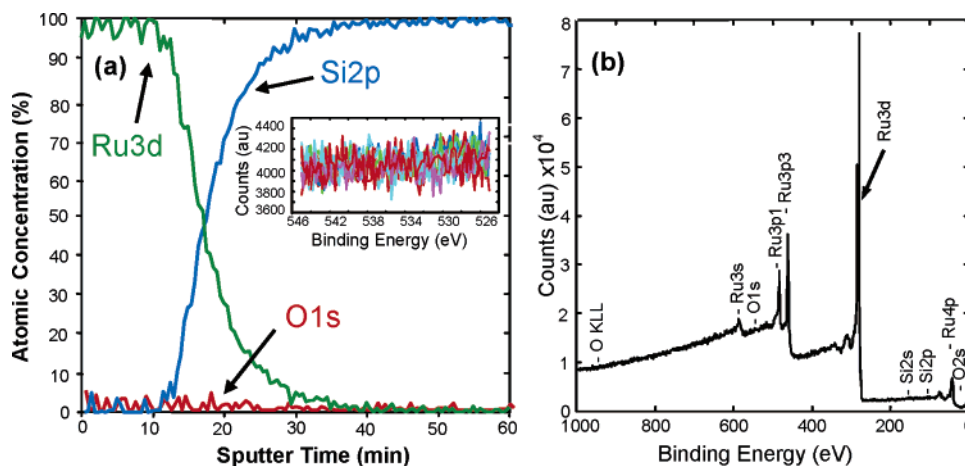 (a)
Atomic Concentration (%)
100
90
80
70
60
50
40
30
20
10
0
0 10 20 30 40 50 60
Sputter Time (min)
Ru3d
Si2p
O1s
Counts (au)
4400
4200
4000
3800
3600
546 542 538 534 530 526
Binding Energy (eV)
(b)
Counts (au) x10⁴
8
7
6
5
4
3
2
1
0
1000 800 600 400 200 0
Binding Energy (eV)
- O KLL
- Ru3s
- O1s
- Ru3p1
- Ru3p3
Ru3d
Si2s -
Si2p -
- Ru4p
- O2s